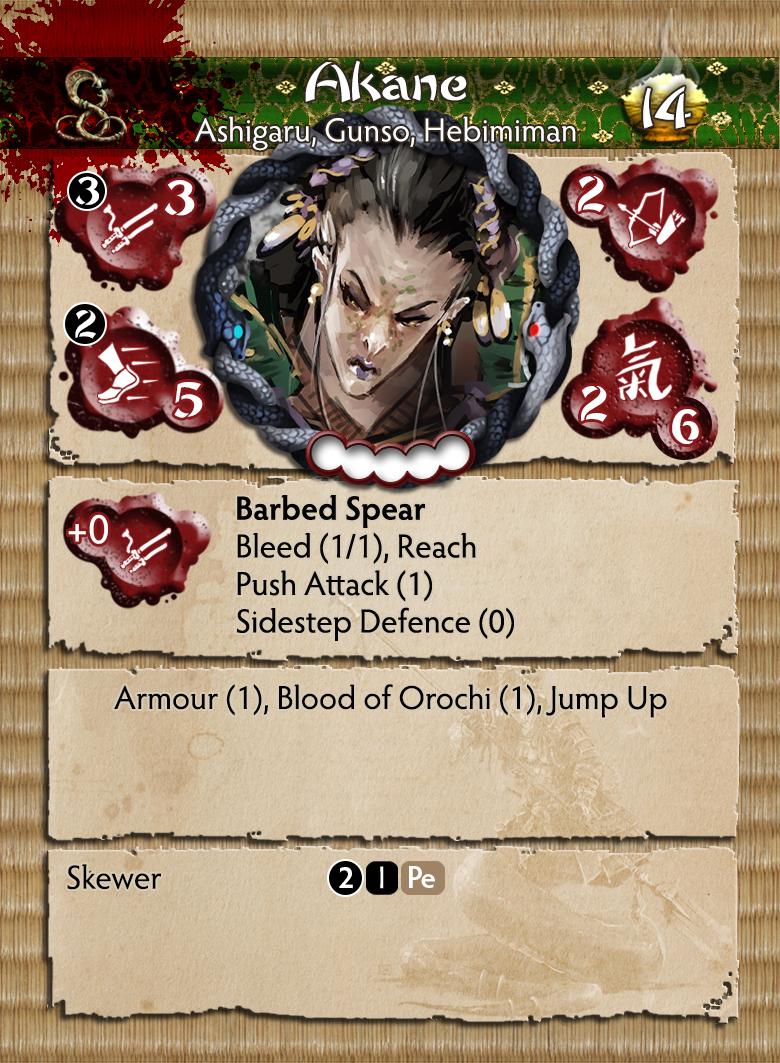 Akane
14
Ashigaru, Gunso, Hebimiman
3 3
2
2 5
氣
2 6
+0
Barbed Spear
Bleed (1/1), Reach
Push Attack (1)
Sidestep Defence (0)
Armour (1), Blood of Orochi (1), Jump Up
Skewer 2 I Pe